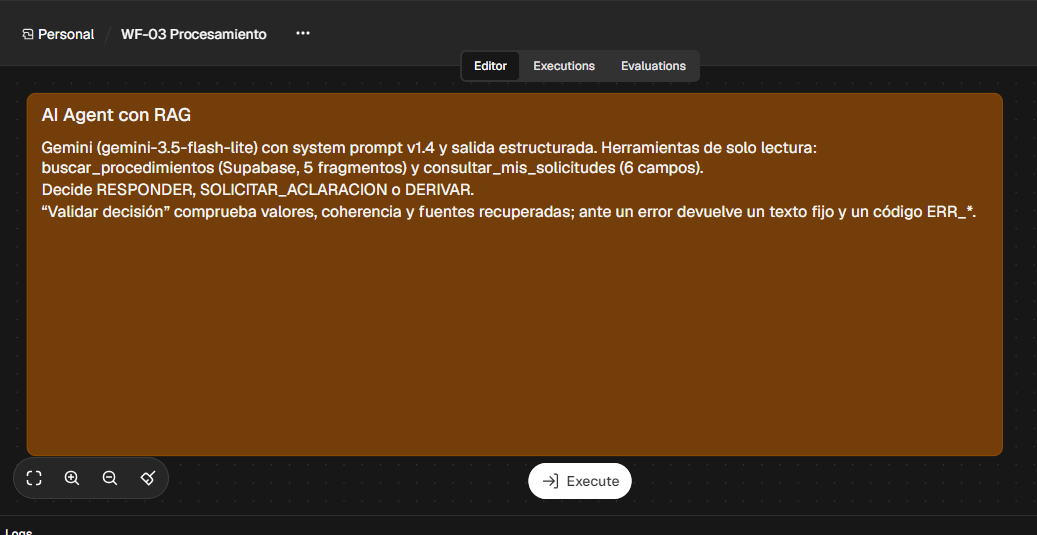 Personal / WF-03 Procesamiento ...
Editor Executions Evaluations
AI Agent con RAG
Gemini (gemini-3.5-flash-lite) con system prompt v1.4 y salida estructurada. Herramientas de solo lectura:
buscar_procedimientos (Supabase, 5 fragmentos) y consultar_mis_solicitudes (6 campos).
Decide RESPONDER, SOLICITAR_ACLARACION o DERIVAR.
“Validar decisión” comprueba valores, coherencia y fuentes recuperadas; ante un error devuelve un texto fijo y un código ERR_*.
Execute
Logs